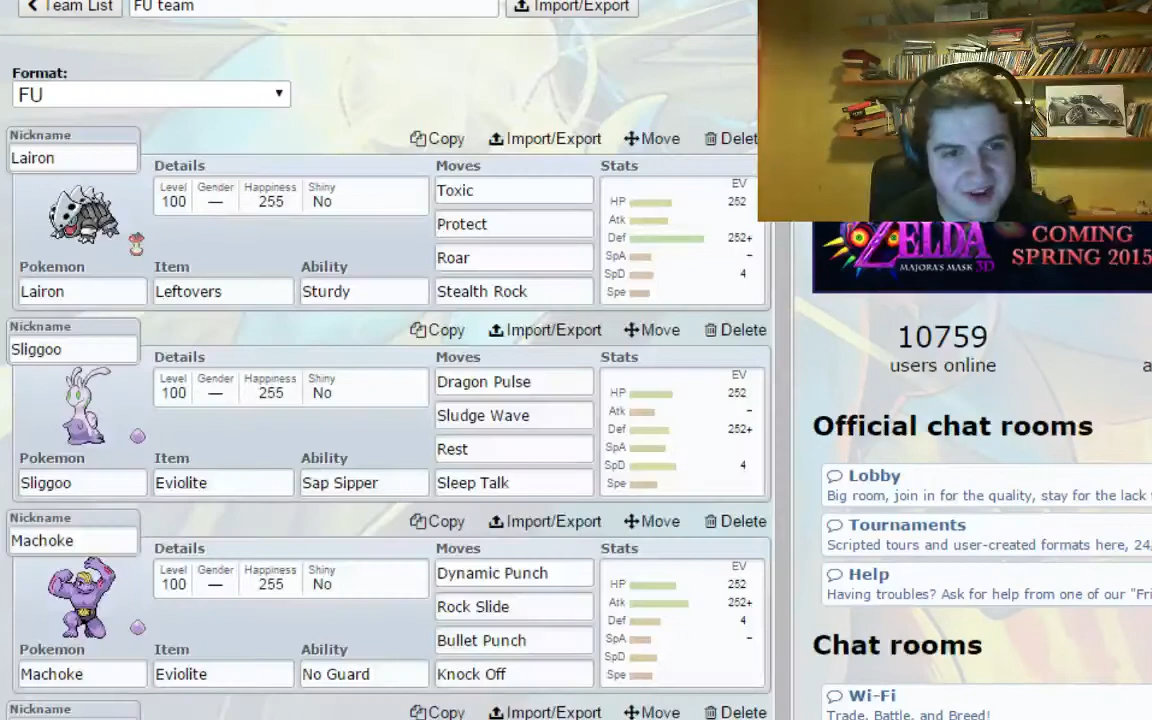 Team List
FU team
Import/Export
Format:
FU
Nickname
Lairon
Copy Import/Export Move Delet
Details Moves Stats
Level Gender Happiness Shiny
100 — 255 No
Toxic
Protect
Roar
Stealth Rock
EV
HP 252
Atk
Def 252+
SpA –
SpD 4
Spe
Pokemon Item Ability
Lairon Leftovers Sturdy
Nickname
Sliggoo
Copy Import/Export Move Delete
Details Moves Stats
Level Gender Happiness Shiny
100 — 255 No
Dragon Pulse
Sludge Wave
Rest
Sleep Talk
EV
HP 252
Atk –
Def 252+
SpA
SpD 4
Spe
Pokemon Item Ability
Sliggoo Eviolite Sap Sipper
Nickname
Machoke
Copy Import/Export Move Delete
Details Moves Stats
Level Gender Happiness Shiny
100 — 255 No
Dynamic Punch
Rock Slide
Bullet Punch
Knock Off
EV
HP 252
Atk 252+
Def 4
SpA –
SpD
Spe
Pokemon Item Ability
Machoke Eviolite No Guard
Nickname
Copy Import/Export Move Delete
ZELDA
MAJORA'S MASK 3D
COMING
SPRING 2015
10759
users online
a
Official chat rooms
Lobby
Big room, join in for the quality, stay for the lack
Tournaments
Scripted tours and user-created formats here, 24,
Help
Having troubles? Ask for help from one of our "Fri
Chat rooms
Wi-Fi
Trade, Battle, and Breed!